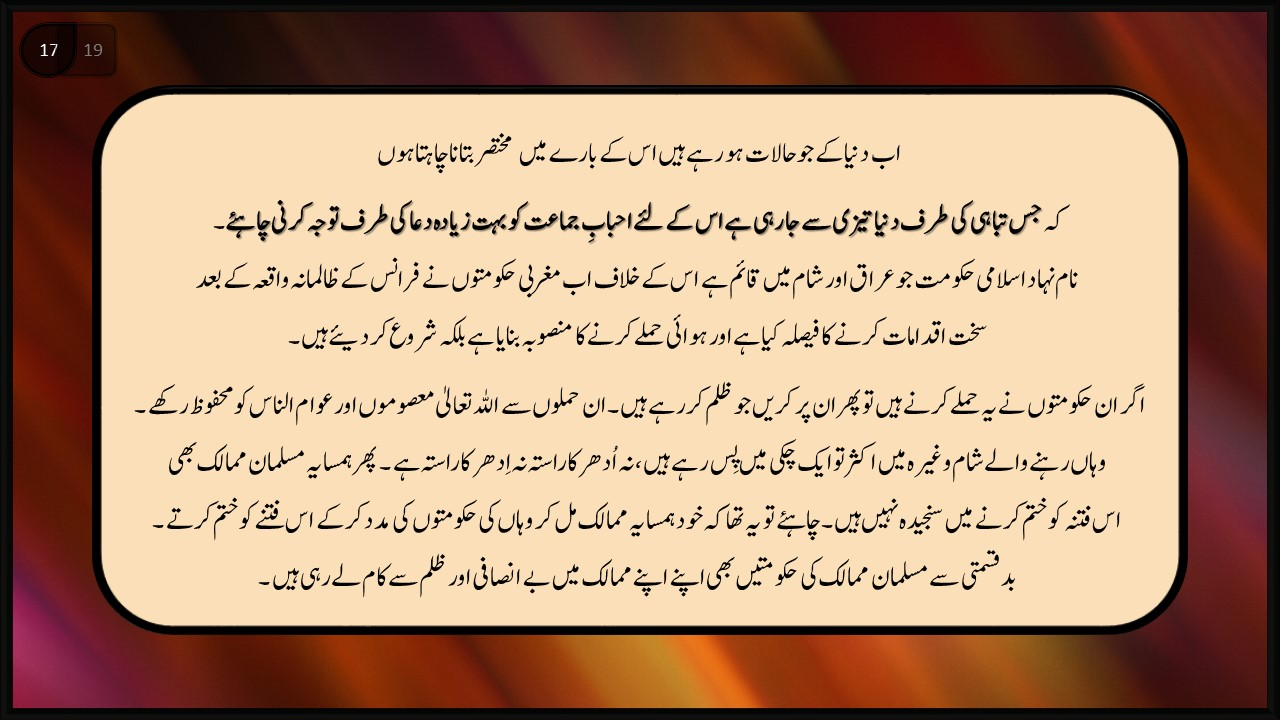 17 19
اب دنیا کے جو حالات ہو رہے ہیں اس کے بارے میں مختصر بتانا چاہتا ہوں
کہ جس تباہی کی طرف دنیا تیزی سے جا رہی ہے اس کے لئے احبابِ جماعت کو بہت زیادہ دعا کی طرف توجہ کرنی چاہئے۔
نام نہاد اسلامی حکومت جو عراق اور شام میں قائم ہے اس کے خلاف اب مغربی حکومتوں نے فرانس کے ظالمانہ واقعہ کے بعد
سخت اقدامات کرنے کا فیصلہ کیا ہے اور ہوائی حملے کرنے کا منصوبہ بنایا ہے بلکہ شروع کر دیئے ہیں۔
اگر ان حکومتوں نے یہ حملے کرنے ہیں تو پھر ان پر کریں جو ظلم کر رہے ہیں۔ ان حملوں سے اللہ تعالیٰ معصوموں اور عوام الناس کو محفوظ رکھے۔
وہاں رہنے والے شام وغیرہ میں اکثر تو ایک چکی میں پِس رہے ہیں، نہ اُدھر کا راستہ نہ اِدھر کا راستہ ہے۔ پھر ہمسایہ مسلمان ممالک بھی
اس فتنہ کو ختم کرنے میں سنجیدہ نہیں ہیں۔ چاہئے تو یہ تھا کہ خود ہمسایہ ممالک مل کر وہاں کی حکومتوں کی مدد کر کے اس فتنے کو ختم کرتے۔
بدقسمتی سے مسلمان ممالک کی حکومتیں بھی اپنے اپنے ممالک میں بے انصافی اور ظلم سے کام لے رہی ہیں۔